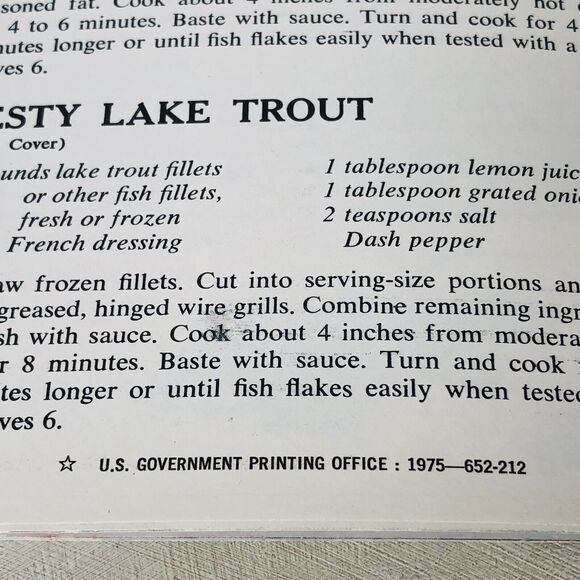 soned fat. Cook about 4 inches from moderately hot
4 to 6 minutes. Baste with sauce. Turn and cook for 4
nutes longer or until fish flakes easily when tested with a
ves 6.
ESTY LAKE TROUT
Cover)
unds lake trout fillets
or other fish fillets,
fresh or frozen
French dressing
1 tablespoon lemon juic
1 tablespoon grated oni
2 teaspoons salt
Dash pepper
aw frozen fillets. Cut into serving-size portions an
greased, hinged wire grills. Combine remaining ingr
sh with sauce. Cook about 4 inches from modera
r 8 minutes. Baste with sauce. Turn and cook
tes longer or until fish flakes easily when teste
ves 6.
☆ U.S. GOVERNMENT PRINTING OFFICE : 1975—652-212